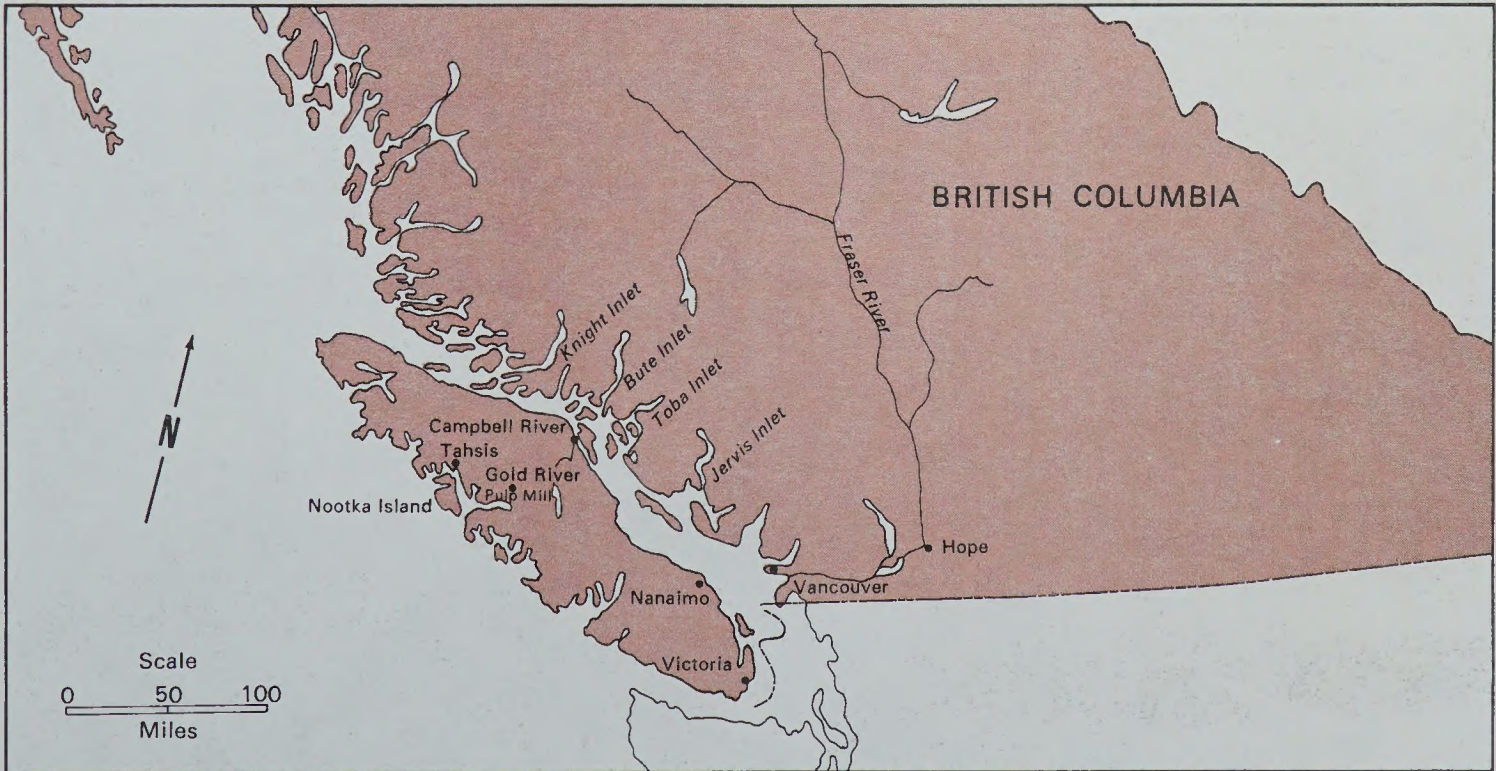 BRITISH COLUMBIA
Fraser River
Knight Inlet
Bute Inlet
Toba Inlet
Jervis Inlet
N
Campbell River
Tahsis
Gold River
Pulp Mill
Nootka Island
Hope
Vancouver
Nanaimo
Victoria
Scale
0 50 100
Miles